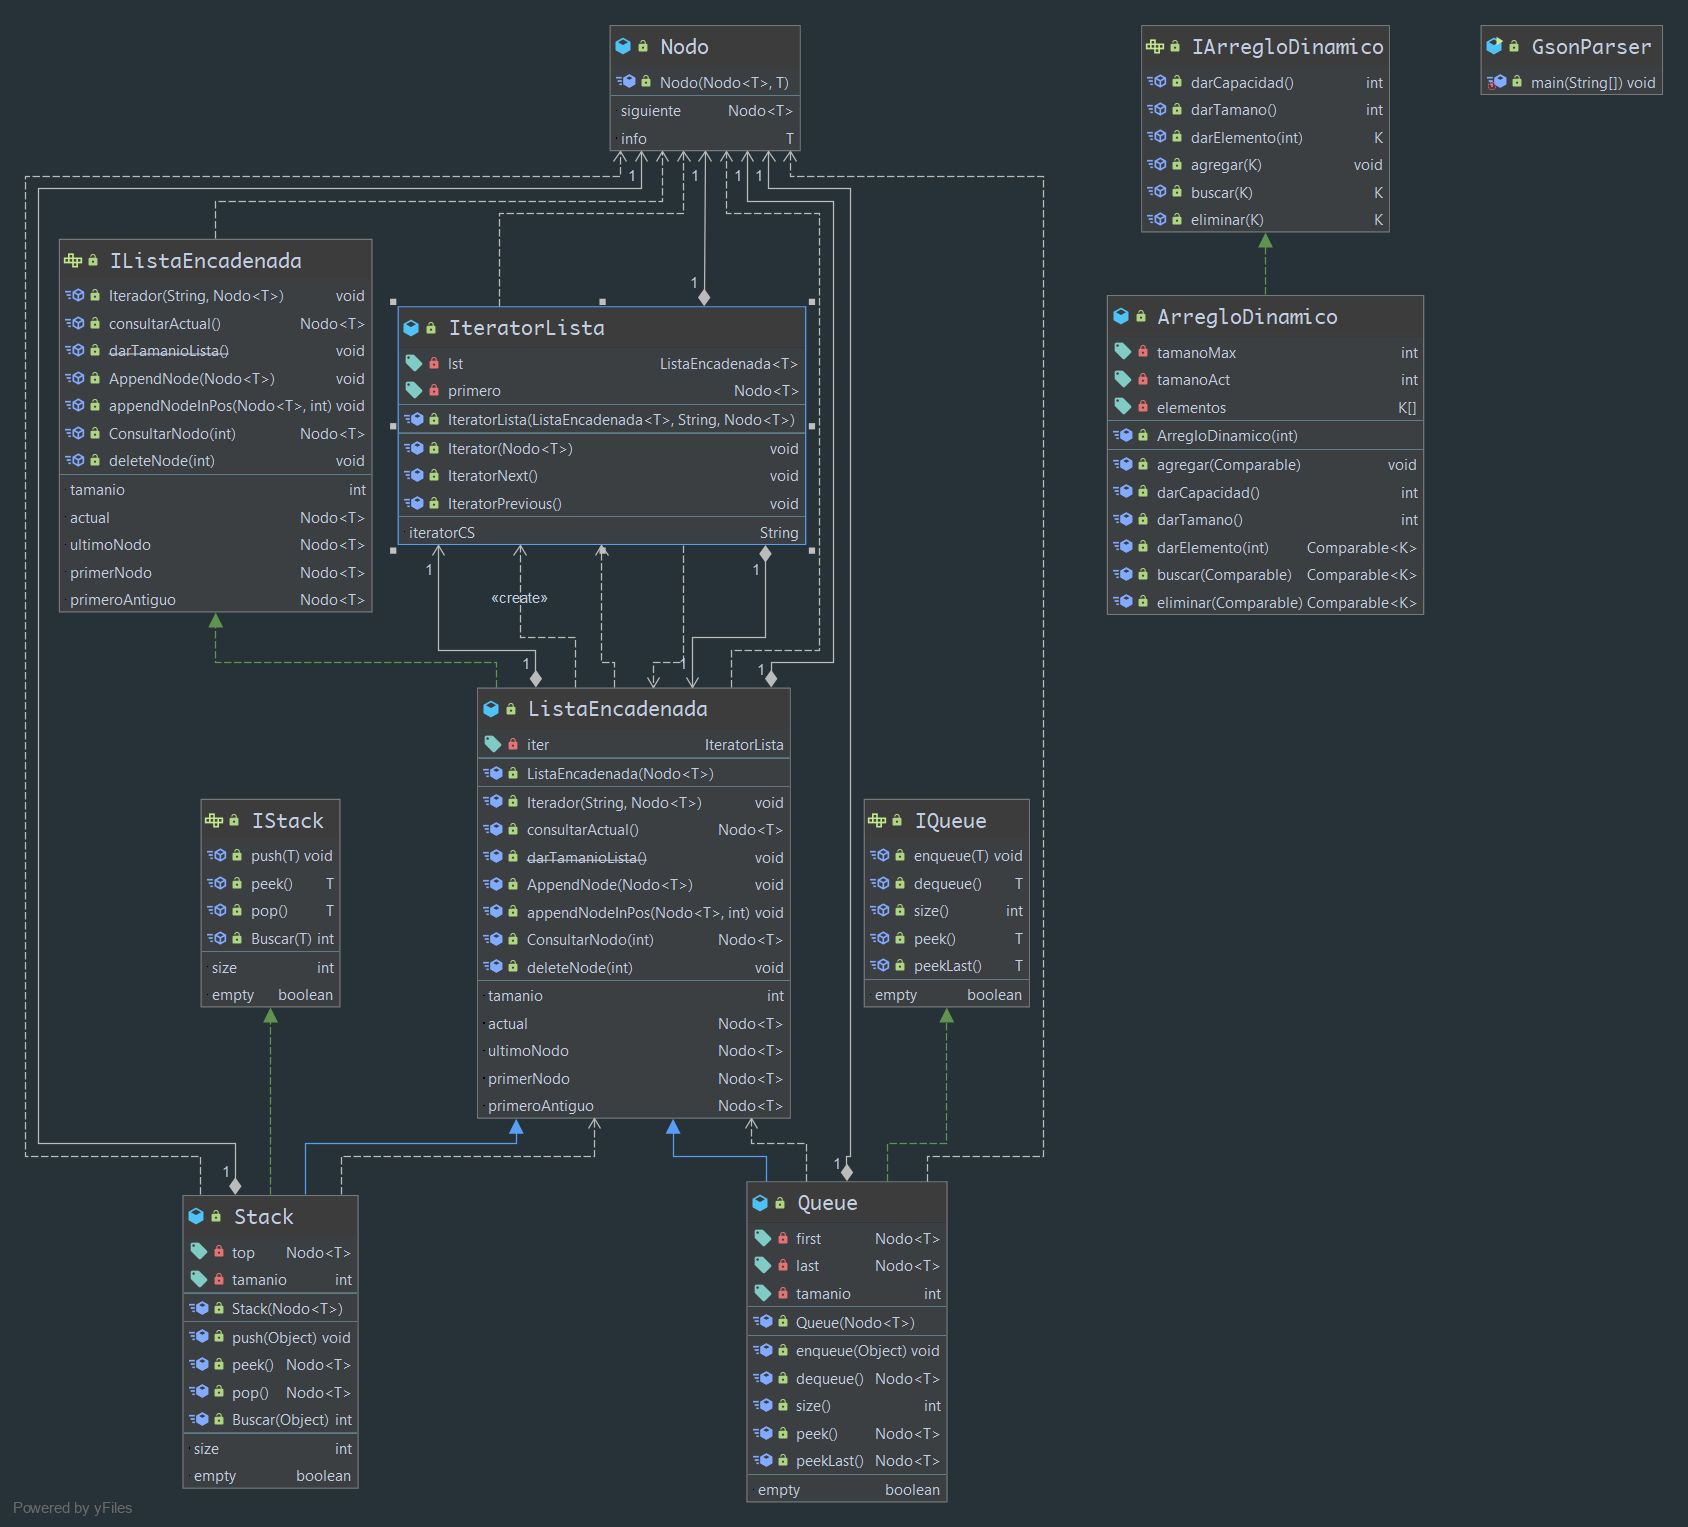 Nodo
Nodo(Nodo<T>, T)
siguiente Nodo<T>
info T
IArregloDinamico
darCapacidad() int
darTamano() int
darElemento(int) K
agregar(K) void
buscar(K) K
eliminar(K) K
GsonParser
main(String[]) void
1 1 1 1
IListaEncadenada
Iterador(String, Nodo<T>) void
consultarActual() Nodo<T>
darTamanioLista() void
AppendNode(Nodo<T>) void
appendNodeInPos(Nodo<T>, int) void
ConsultarNodo(int) Nodo<T>
deleteNode(int) void
tamanio int
actual Nodo<T>
ultimoNodo Nodo<T>
primerNodo Nodo<T>
primeroAntiguo Nodo<T>
1
IteratorLista
lst ListaEncadenada<T>
primero Nodo<T>
IteratorLista(ListaEncadenada<T>, String, Nodo<T>)
Iterator(Nodo<T>) void
IteratorNext() void
IteratorPrevious() void
iteratorCS String
ArregloDinamico
tamanoMax int
tamanoAct int
elementos K[]
ArregloDinamico(int)
agregar(Comparable) void
darCapacidad() int
darTamano() int
darElemento(int) Comparable<K>
buscar(Comparable) Comparable<K>
eliminar(Comparable) Comparable<K>
1 1
«create»
1 1 1
ListaEncadenada
iter IteratorLista
ListaEncadenada(Nodo<T>)
Iterador(String, Nodo<T>) void
consultarActual() Nodo<T>
darTamanioLista() void
AppendNode(Nodo<T>) void
appendNodeInPos(Nodo<T>, int) void
ConsultarNodo(int) Nodo<T>
deleteNode(int) void
tamanio int
actual Nodo<T>
ultimoNodo Nodo<T>
primerNodo Nodo<T>
primeroAntiguo Nodo<T>
IStack
push(T) void
peek() T
pop() T
Buscar(T) int
size int
empty boolean
IQueue
enqueue(T) void
dequeue() T
size() int
peek() T
peekLast() T
empty boolean
1
1
Stack
top Nodo<T>
tamanio int
Stack(Nodo<T>)
push(Object) void
peek() Nodo<T>
pop() Nodo<T>
Buscar(Object) int
size int
empty boolean
Queue
first Nodo<T>
last Nodo<T>
tamanio int
Queue(Nodo<T>)
enqueue(Object) void
dequeue() Nodo<T>
size() int
peek() Nodo<T>
peekLast() Nodo<T>
empty boolean
Powered by yFiles